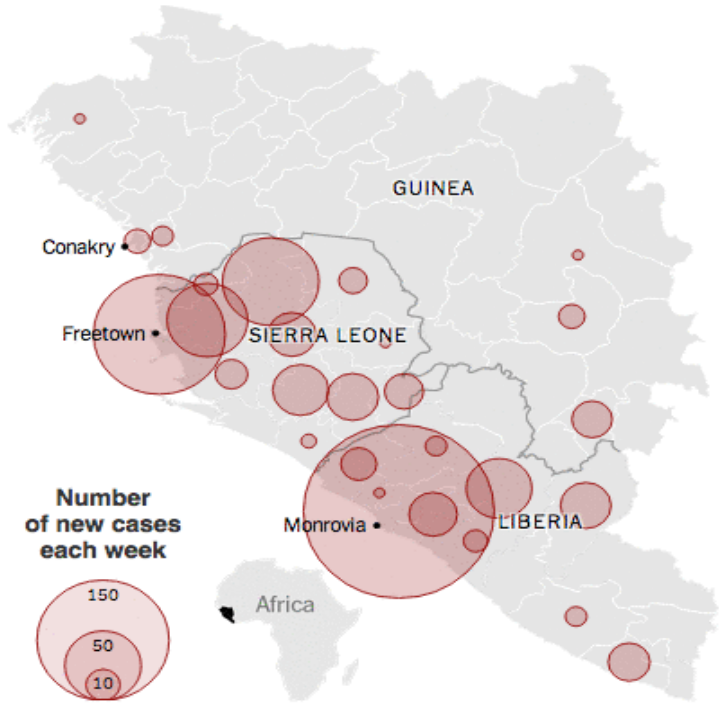 GUINEA
Conakry
Freetown
SIERRA LEONE
Monrovia
LIBERIA
Number
of new cases
each week
150
50
10
Africa